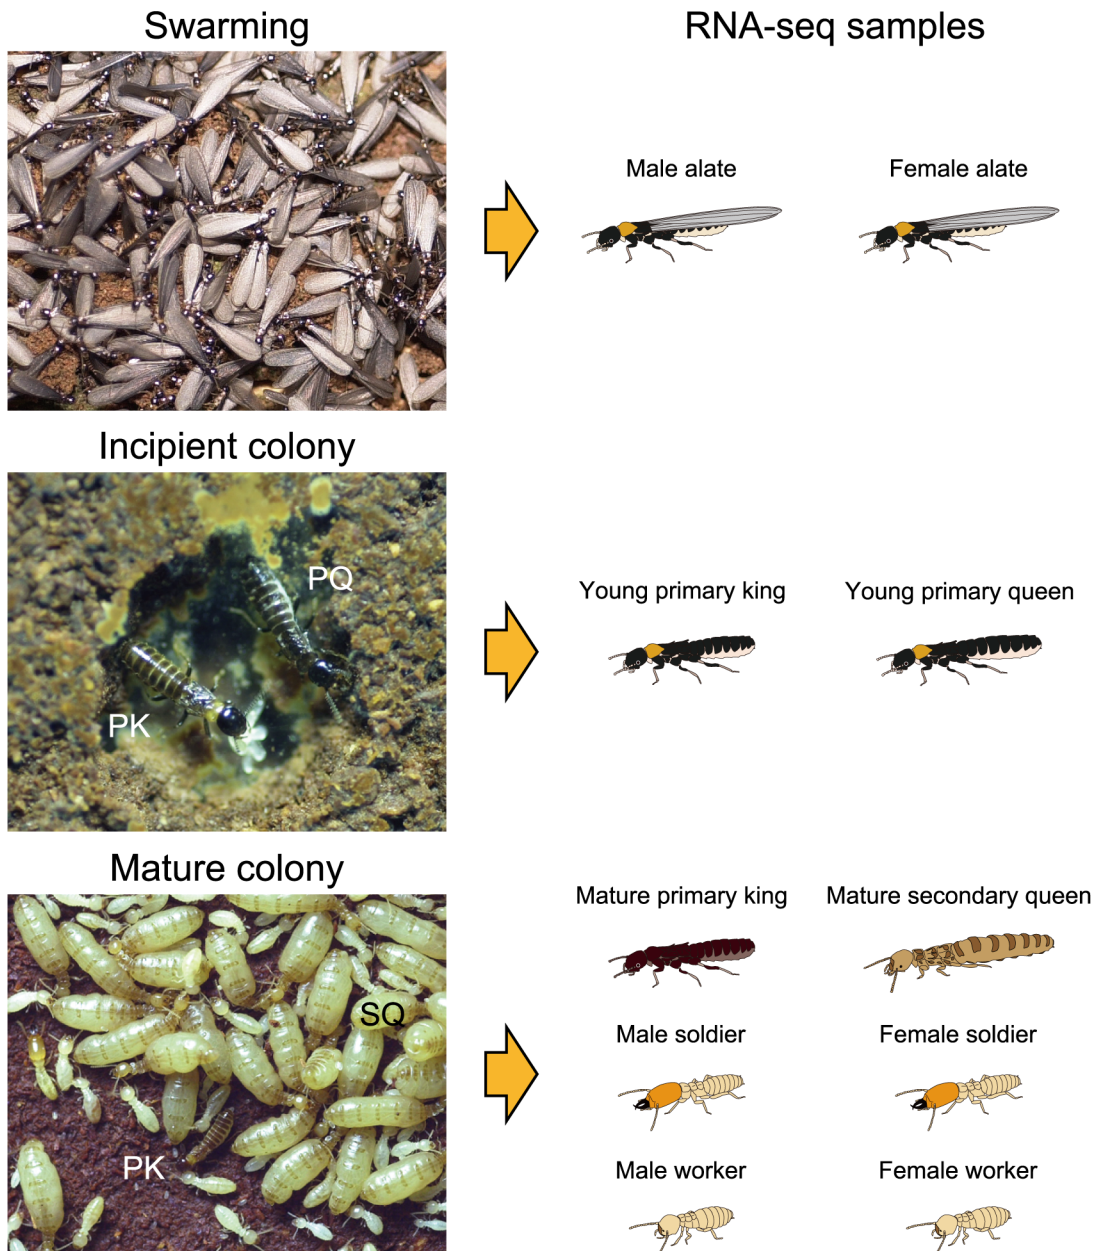 Swarming
RNA-seq samples
Male alate
Female alate
Incipient colony
PQ
PK
Young primary king
Young primary queen
Mature colony
SQ
PK
Mature primary king
Mature secondary queen
Male soldier
Female soldier
Male worker
Female worker